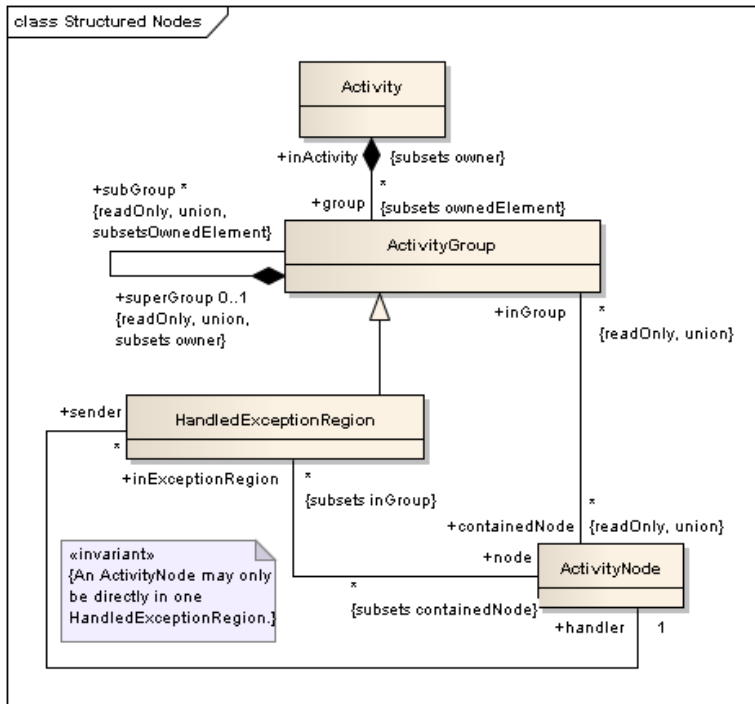 class Structured Nodes
Activity
+inActivity {subsets owner}
+subGroup *
{readOnly, union,
subsetsOwnedElement}
*
+group {subsets ownedElement}
ActivityGroup
+superGroup 0..1
{readOnly, union,
subsets owner}
+inGroup *
{readOnly, union}
+sender
*
HandledExceptionRegion
+inExceptionRegion *
{subsets inGroup}
*
+containedNode {readOnly, union}
«invariant»
{An ActivityNode may only
be directly in one
HandledExceptionRegion.}
+node
ActivityNode
*
{subsets containedNode}
+handler 1